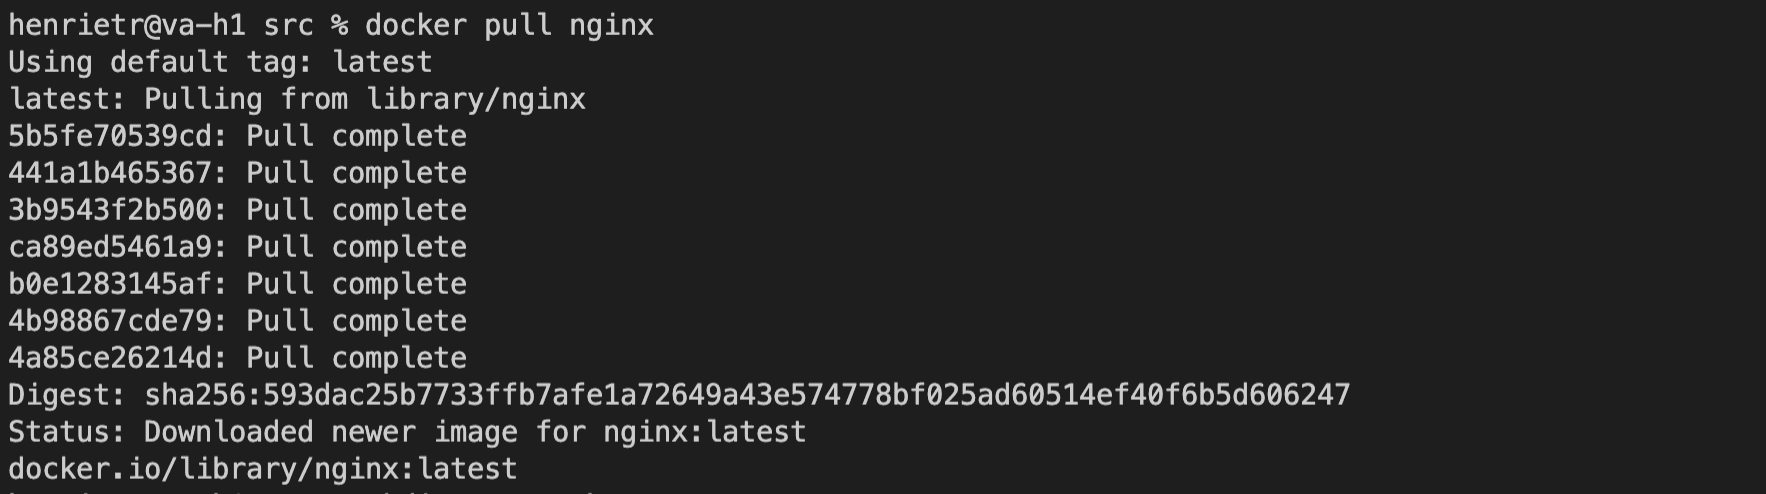 henrietr@va-h1 src % docker pull nginx
Using default tag: latest
latest: Pulling from library/nginx
5b5fe70539cd: Pull complete
441a1b465367: Pull complete
3b9543f2b500: Pull complete
ca89ed5461a9: Pull complete
b0e1283145af: Pull complete
4b98867cde79: Pull complete
4a85ce26214d: Pull complete
Digest: sha256:593dac25b7733ffb7afe1a72649a43e574778bf025ad60514ef40f6b5d606247
Status: Downloaded newer image for nginx:latest
docker.io/library/nginx:latest